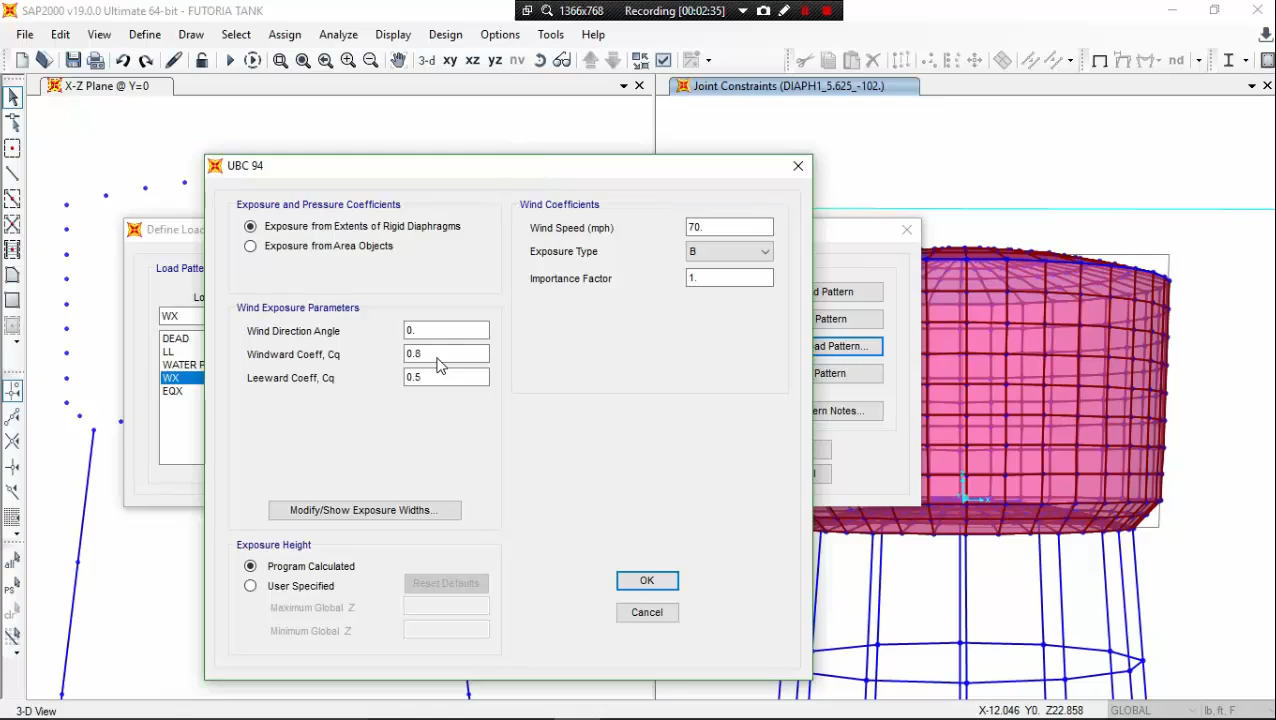 SAP2000 v19.0.0 Ultimate 64-bit - FUTORIA TANK
1366x768
Recording [00:02:35]
File Edit View Define Draw Select Assign Analyze Display Design Options Tools Help
3-d xy xz yz nv
nd
X-Z Plane @ Y=0
Joint Constraints (DIAPH1_5.625_-102.)
Define Loa
Load Patter
Lo
WX
DEAD
LL
WATER P
WX
EQX
d Pattern
Pattern
ad Pattern...
Pattern
ern Notes...
UBC 94
Exposure and Pressure Coefficients
Exposure from Extents of Rigid Diaphragms
Exposure from Area Objects
Wind Exposure Parameters
Wind Direction Angle 0.
Windward Coeff, Cq 0.8
Leeward Coeff, Cq 0.5
Modify/Show Exposure Widths...
Exposure Height
Program Calculated
User Specified Reset Defaults
Maximum Global Z
Minimum Global Z
Wind Coefficients
Wind Speed (mph) 70.
Exposure Type B
Importance Factor 1.
OK
Cancel
all
PS
clr
3-D View
X-12.046 Y0. Z22.858
GLOBAL
lb, ft, F